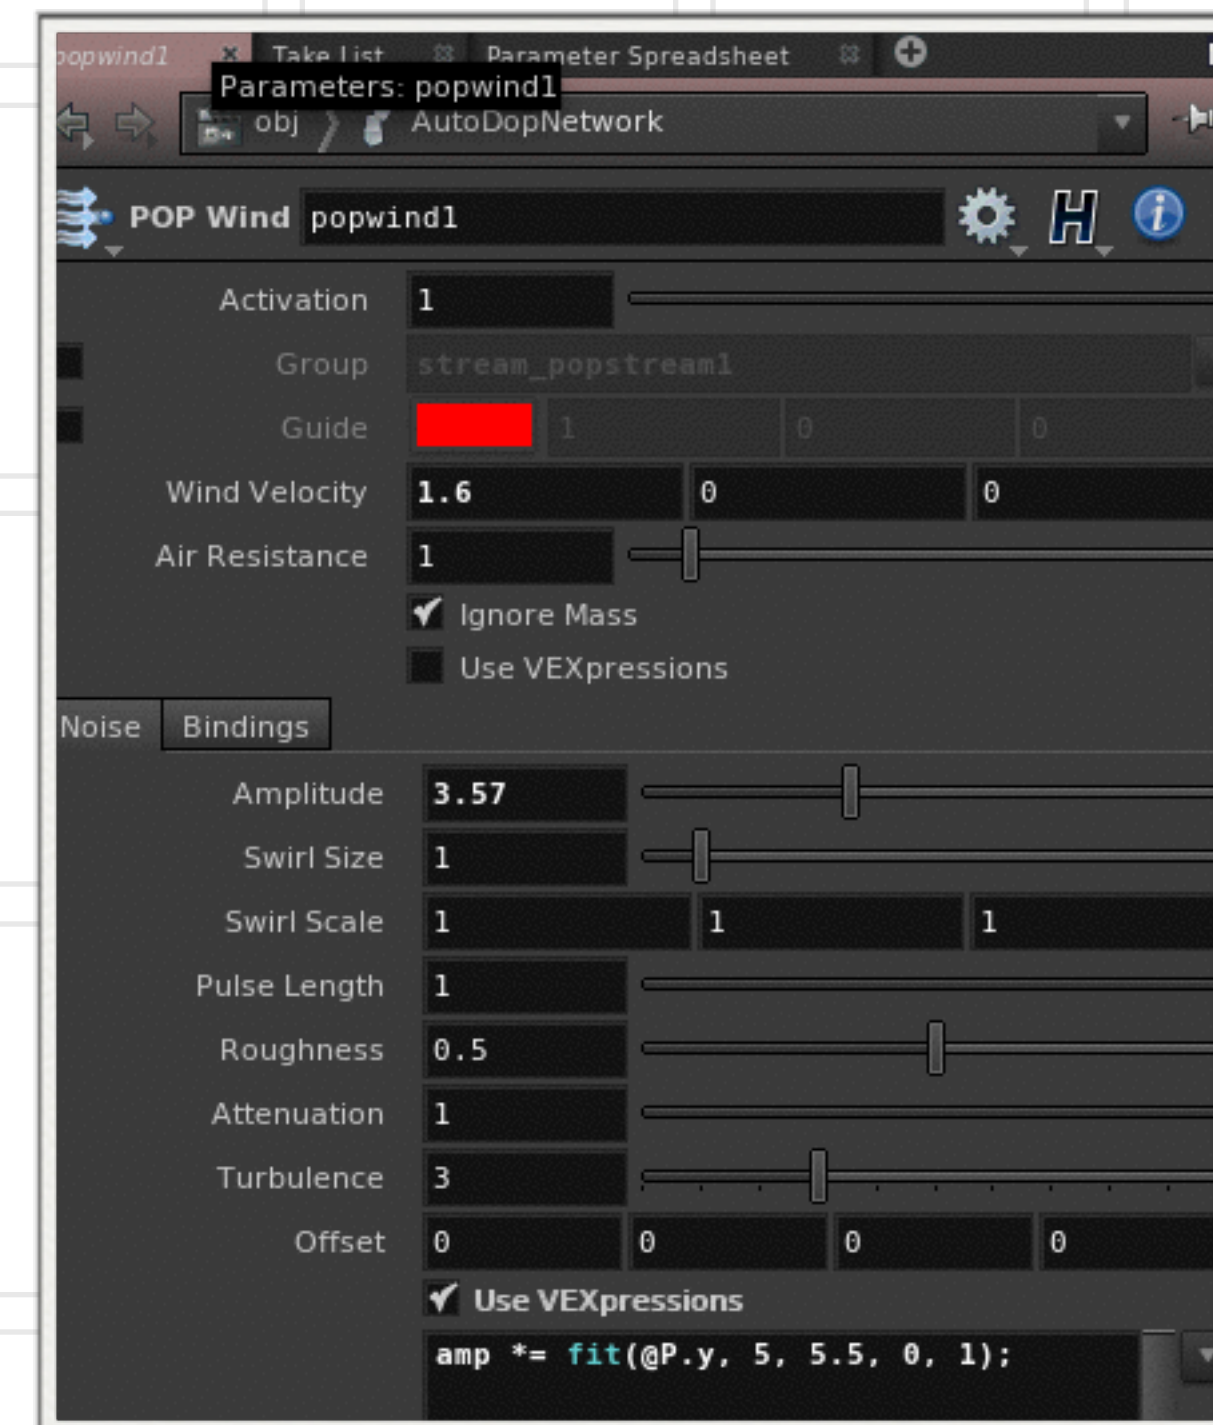 popwind1 Take List Parameter Spreadsheet
Parameters: popwind1
obj AutoDopNetwork
POP Wind popwind1
Activation 1
Group stream_popstream1
Guide 1 0 0
Wind Velocity 1.6 0 0
Air Resistance 1
Ignore Mass
Use VEXpressions
Noise Bindings
Amplitude 3.57
Swirl Size 1
Swirl Scale 1 1 1
Pulse Length 1
Roughness 0.5
Attenuation 1
Turbulence 3
Offset 0 0 0 0
Use VEXpressions
amp *= fit(@P.y, 5, 5.5, 0, 1);